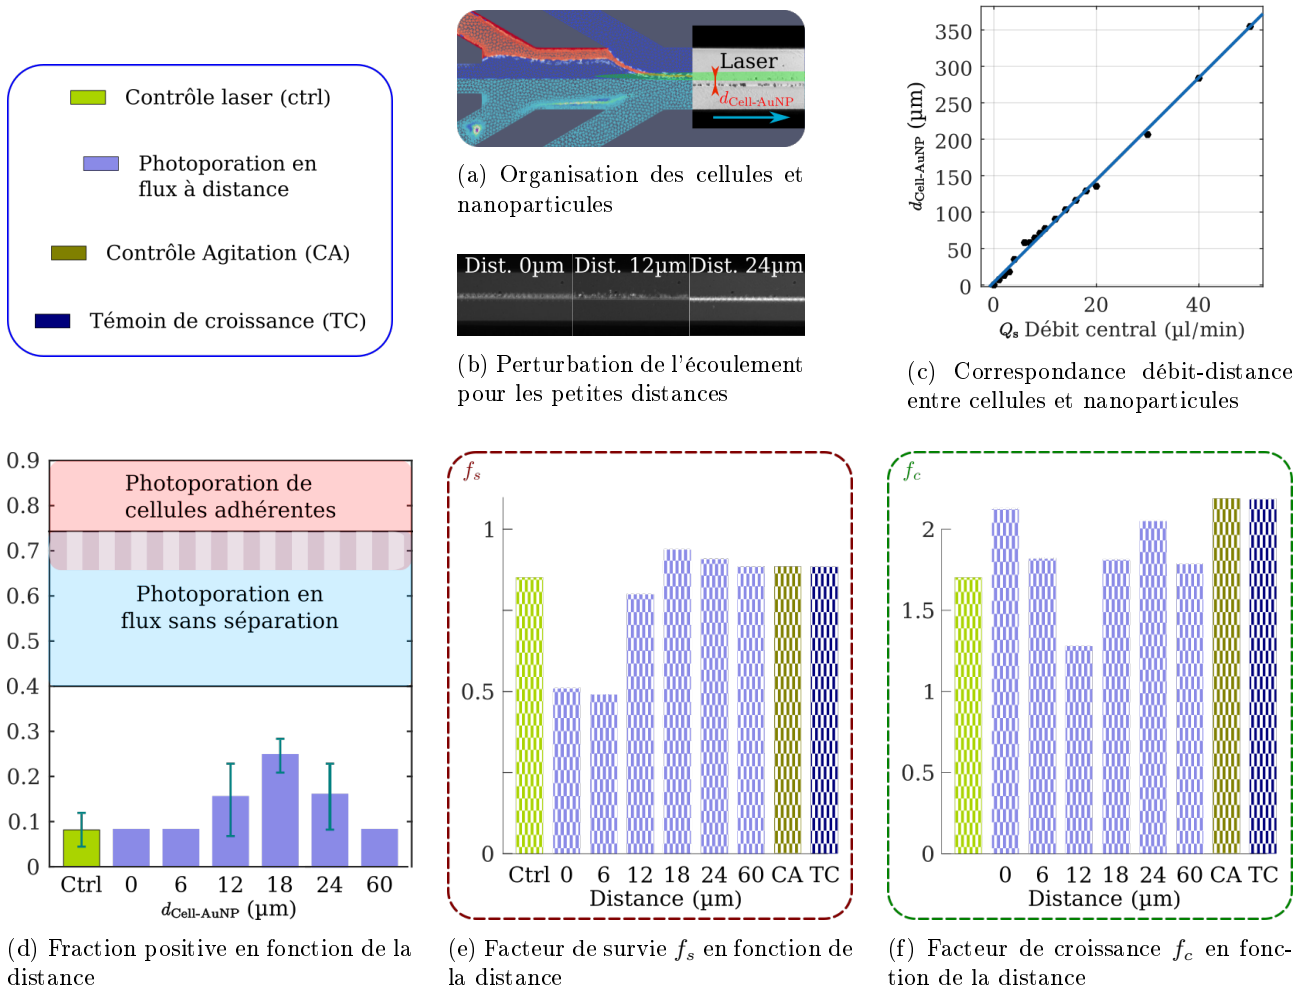 Contrôle laser (ctrl)
Photoporation en
flux à distance
Contrôle Agitation (CA)
Témoin de croissance (TC)
Laser
d Cell-AuNP
(a) Organisation des cellules et
nanoparticules
Dist. 0µm Dist. 12µm Dist. 24µm
(b) Perturbation de l'écoulement
pour les petites distances
d Cell-AuNP (µm)
350
300
250
200
150
100
50
0
0 20 40
Qs Débit central (µl/min)
(c) Correspondance débit-distance
entre cellules et nanoparticules
0.9
0.8
0.7
0.6
0.5
0.4
0.3
0.2
0.1
0
Photoporation de
cellules adhérentes
Photoporation en
flux sans séparation
Ctrl 0 6 12 18 24 60
d Cell-AuNP (µm)
(d) Fraction positive en fonction de la
distance
fs
1
0.5
0
Ctrl 0 6 12 18 24 60 CA TC
Distance (µm)
(e) Facteur de survie fs en fonction de
la distance
fc
2
1.5
1
0.5
0
0 6 12 18 24 60 CA TC
Distance (µm)
(f) Facteur de croissance fc en fonc-
tion de la distance